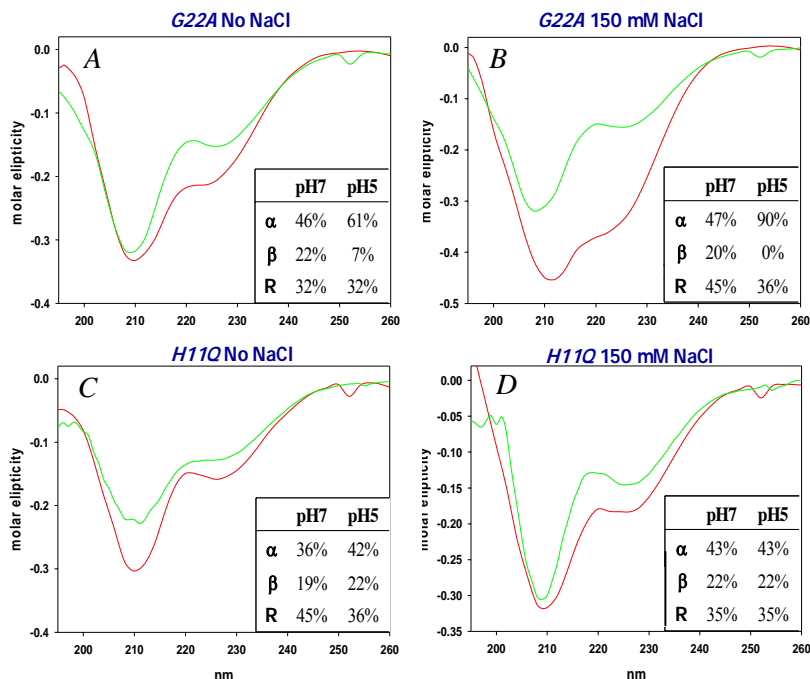 G22A No NaCl
A
0.0
-0.1
-0.2
-0.3
-0.4
molar elipticity
pH7 pH5
α 46% 61%
β 22% 7%
R 32% 32%
200 210 220 230 240 250 260
nm
G22A 150 mM NaCl
B
0.0
-0.1
-0.2
-0.3
-0.4
-0.5
molar elipticity
pH7 pH5
α 47% 90%
β 20% 0%
R 45% 36%
200 210 220 230 240 250 260
nm
H11Q No NaCl
C
0.0
-0.1
-0.2
-0.3
-0.4
molar elipticity
pH7 pH5
α 36% 42%
β 19% 22%
R 45% 36%
200 210 220 230 240 250 260
nm
H11Q 150 mM NaCl
D
0.00
-0.05
-0.10
-0.15
-0.20
-0.25
-0.30
-0.35
molar elipticity
pH7 pH5
α 43% 43%
β 22% 22%
R 35% 35%
200 210 220 230 240 250 260
nm